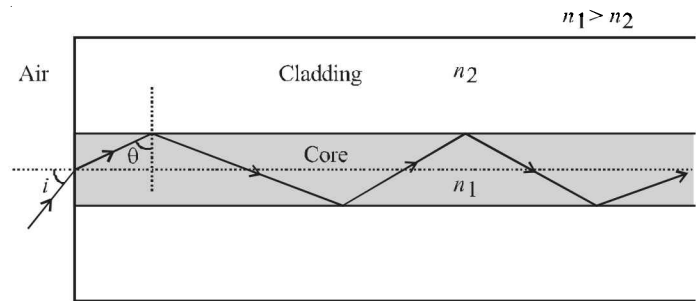 n1 > n2
Air
Cladding
n2
θ
Core
i
n1